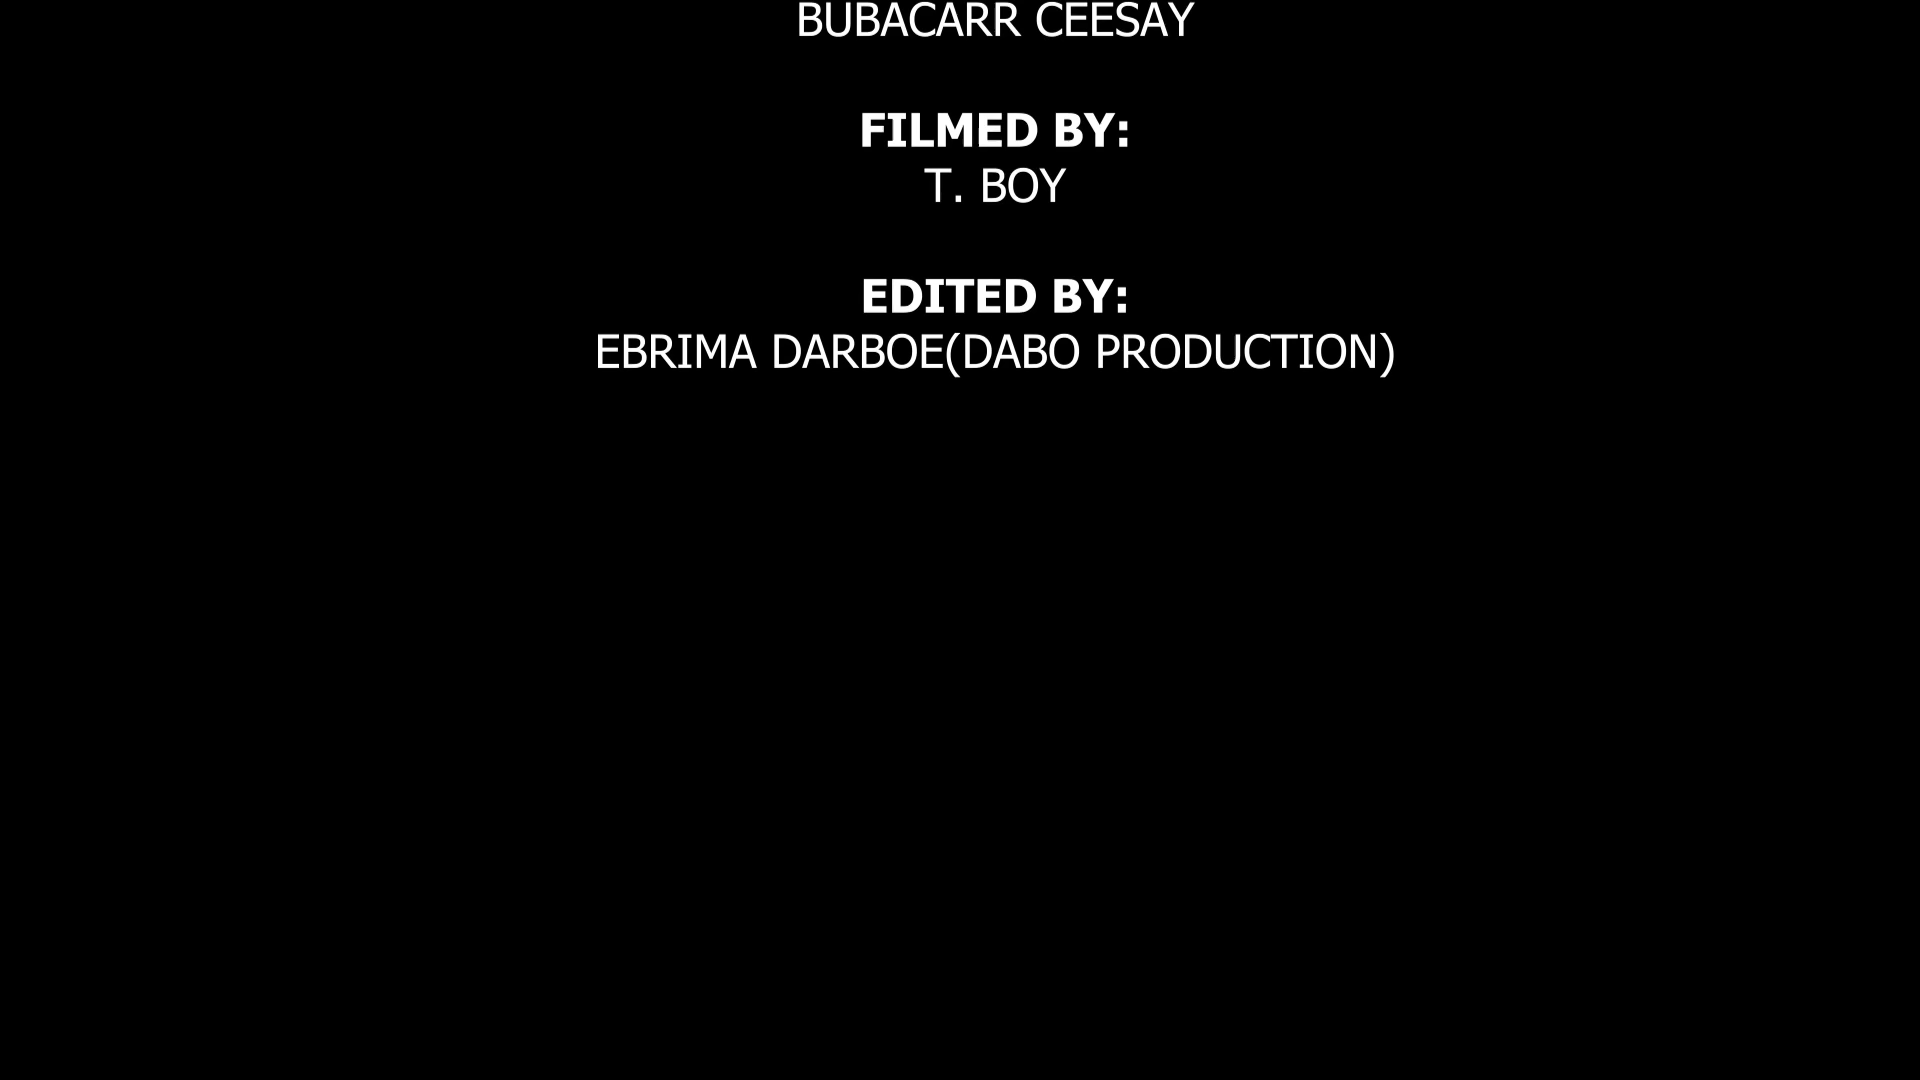 BUBACARR CEESAY
FILMED BY:
T. BOY
EDITED BY:
EBRIMA DARBOE(DABO PRODUCTION)